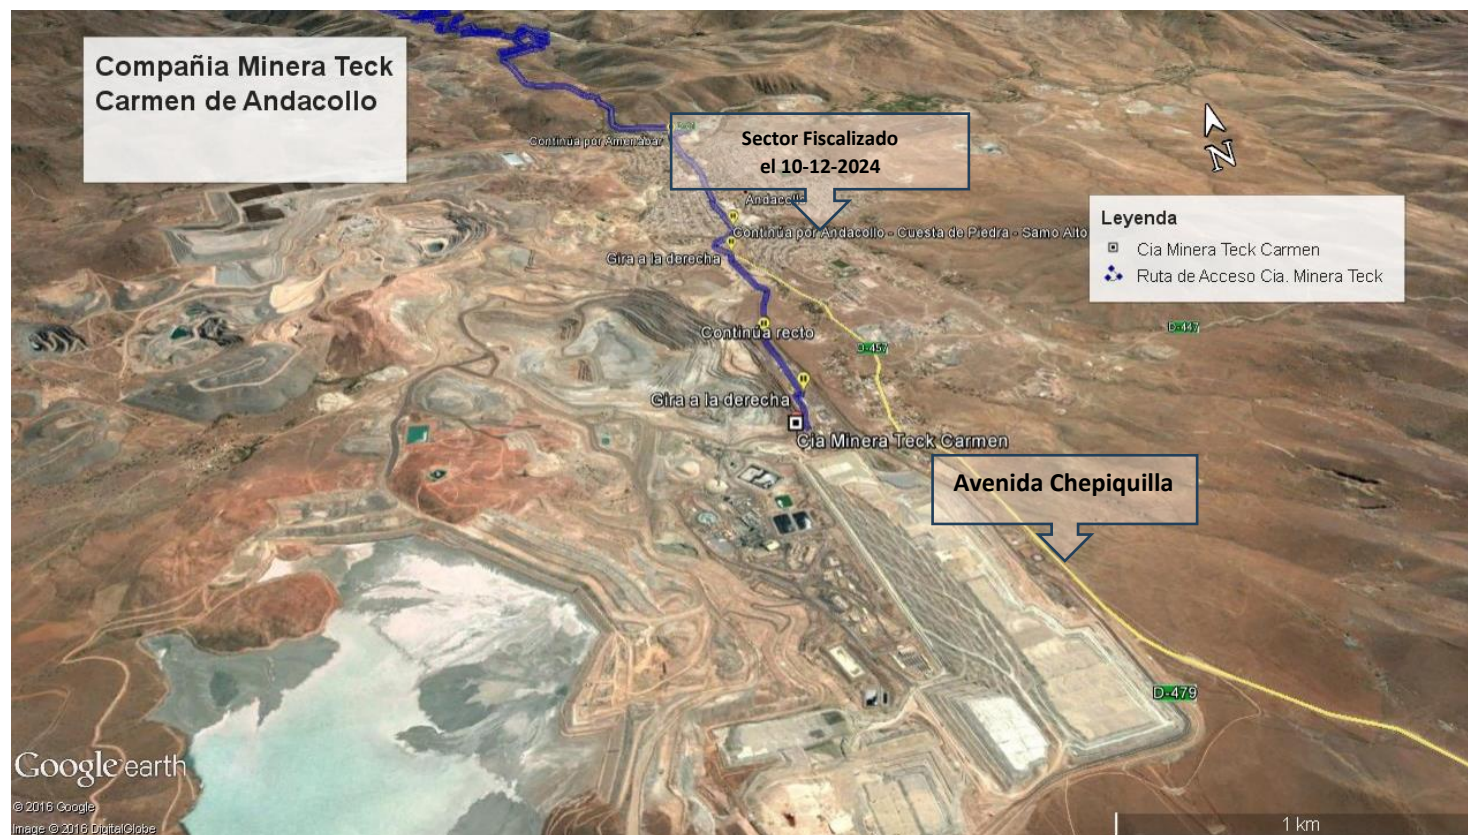 Compañia Minera Teck
Carmen de Andacollo
Continúa por Amenábar
Sector Fiscalizado
el 10-12-2024
N
Andacollo
Continúa por Andacollo - Cuesta de Piedra - Samo Alto
Gira a la derecha
Leyenda
Cia Minera Teck Carmen
Ruta de Acceso Cia. Minera Teck
D-447
Continúa recto
D-457
Gira a la derecha
Cia Minera Teck Carmen
Avenida Chepiquilla
D-479
Google earth
© 2016 Google
Image © 2016 DigitalGlobe
1 km